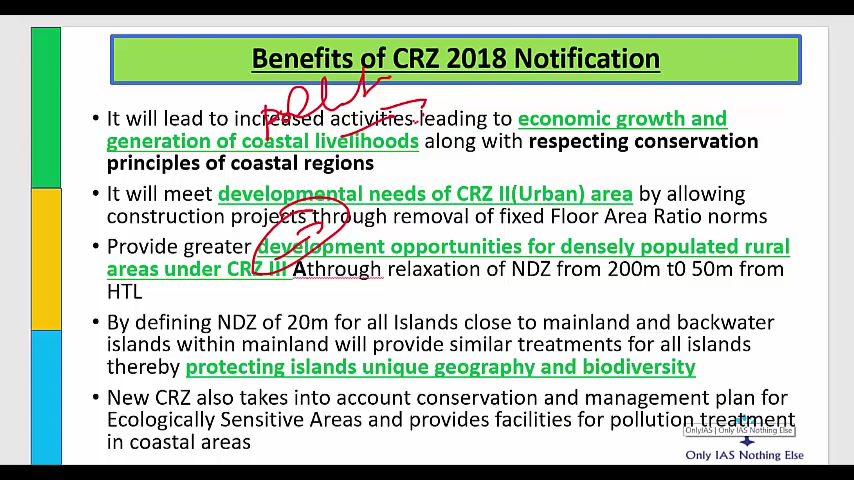 Benefits of CRZ 2018 Notification
• It will lead to increased activities leading to economic growth and
generation of coastal livelihoods along with respecting conservation
principles of coastal regions
• It will meet developmental needs of CRZ II(Urban) area by allowing
construction projects through removal of fixed Floor Area Ratio norms
• Provide greater development opportunities for densely populated rural
areas under CRZ III Athrough relaxation of NDZ from 200m t0 50m from
HTL
• By defining NDZ of 20m for all Islands close to mainland and backwater
islands within mainland will provide similar treatments for all islands
thereby protecting islands unique geography and biodiversity
• New CRZ also takes into account conservation and management plan for
Ecologically Sensitive Areas and provides facilities for pollution treatment
in coastal areas
OnlyIAS | Only IAS Nothing Else
Only IAS Nothing Else